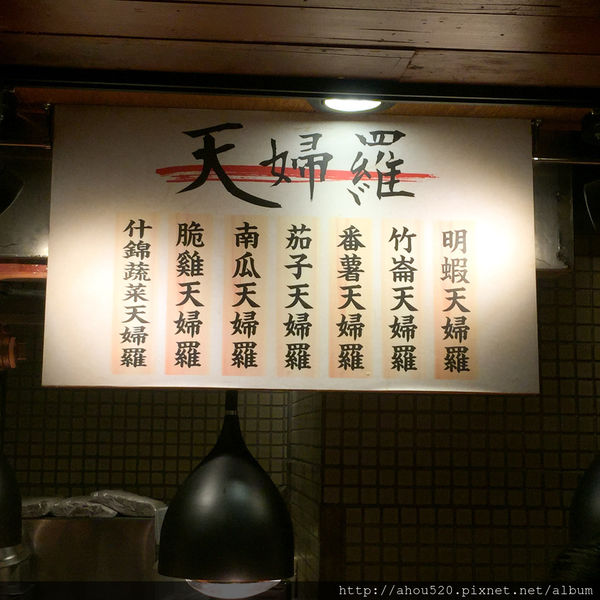 天婦羅
明蝦天婦羅
竹崙天婦羅
番薯天婦羅
茄子天婦羅
南瓜天婦羅
脆雞天婦羅
什錦蔬菜天婦羅
http://ahou520.pixnet.net/album